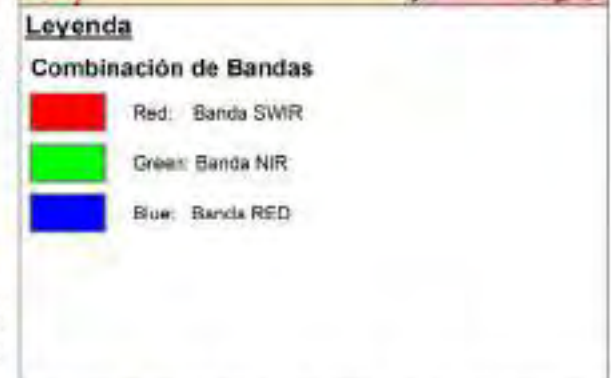 Leyenda
Combinación de Bandas
Red: Banda SWIR
Green: Banda NIR
Blue: Banda RED